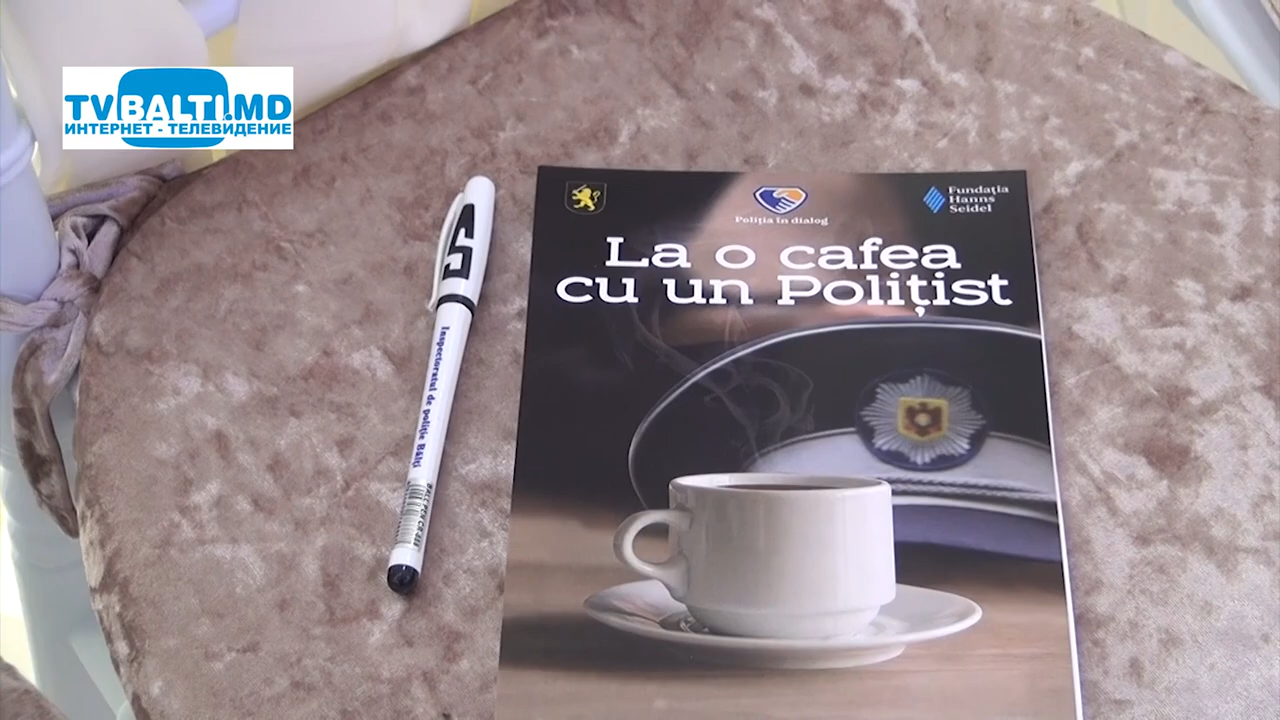 TVBALTI.MD
ИНТЕРНЕТ - ТЕЛЕВИДЕНИЕ
Poliția în dialog
Fundația
Hanns
Seidel
La o cafea
cu un Polițist
Inspectoratul de poliție Bălți